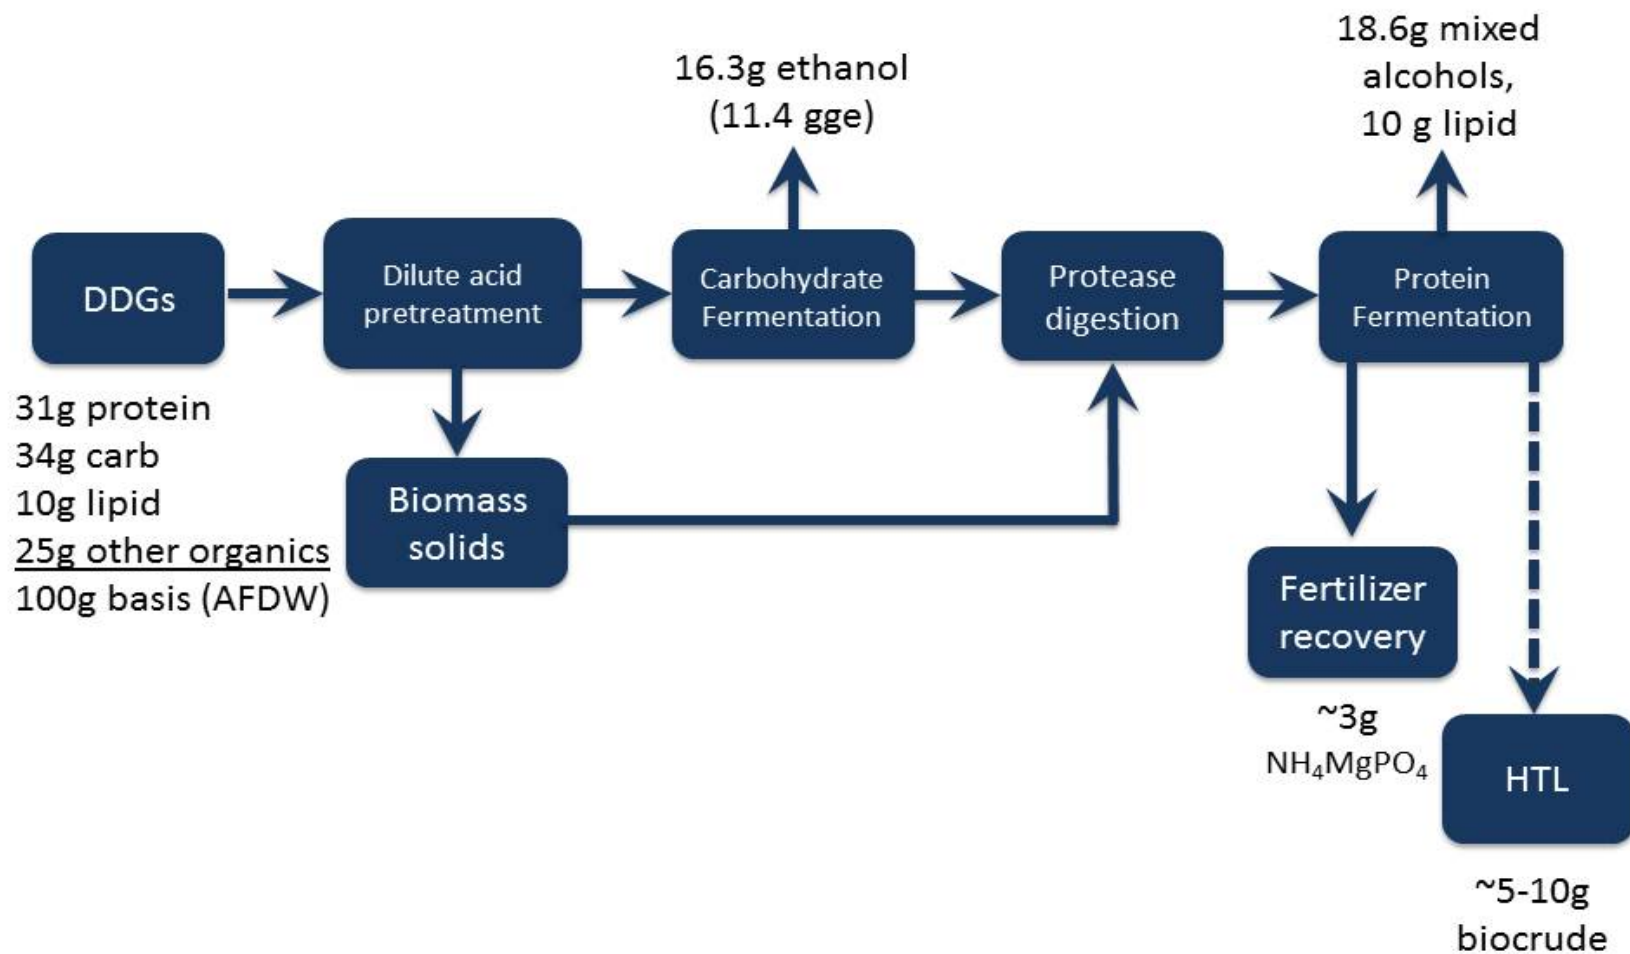 18.6g mixed
alcohols,
10 g lipid
16.3g ethanol
(11.4 gge)
DDGs
Dilute acid
pretreatment
Carbohydrate
Fermentation
Protease
digestion
Protein
Fermentation
31g protein
34g carb
10g lipid
25g other organics
100g basis (AFDW)
Biomass
solids
Fertilizer
recovery
~3g
NH₄MgPO₄
HTL
~5-10g
biocrude